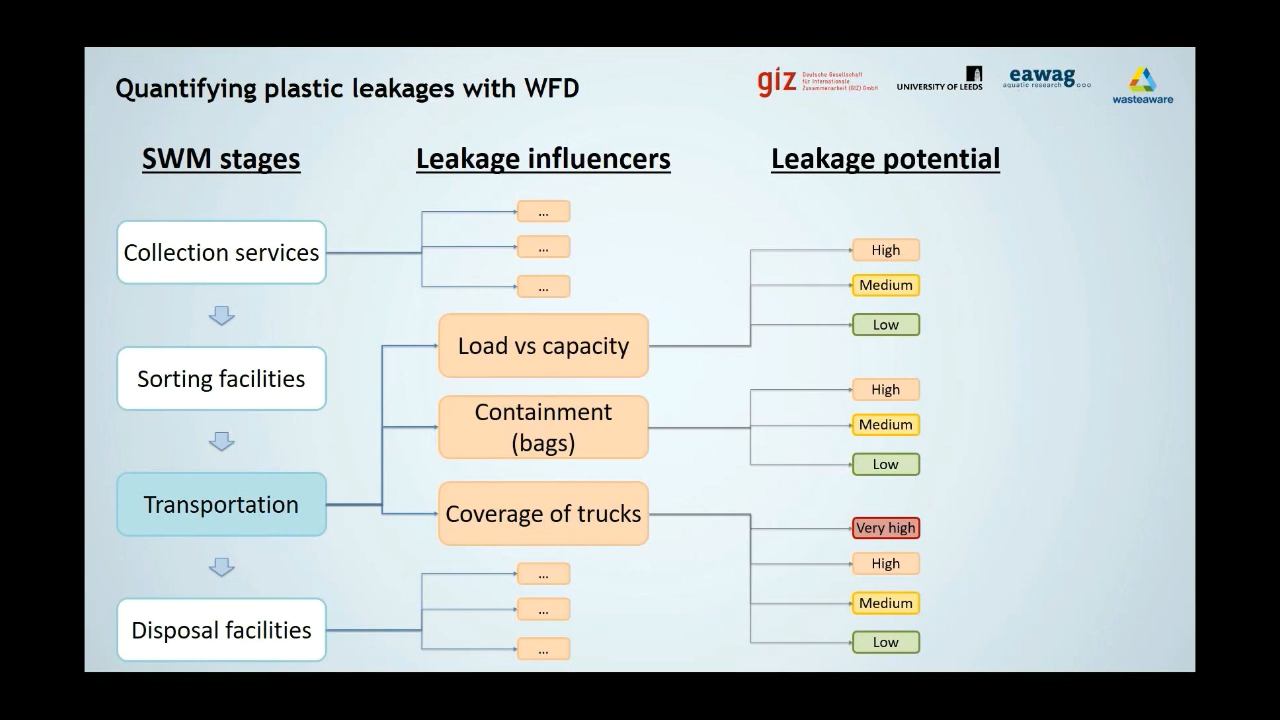 Quantifying plastic leakages with WFD
giz
Deutsche Gesellschaft
für Internationale
Zusammenarbeit (GIZ) GmbH
UNIVERSITY OF LEEDS
eawag
aquatic research
wasteaware
SWM stages
Leakage influencers
Leakage potential
Collection services
...
...
...
Sorting facilities
Transportation
Load vs capacity
High
Medium
Low
Containment
(bags)
High
Medium
Low
Coverage of trucks
Very high
High
Medium
Low
Disposal facilities
...
...
...